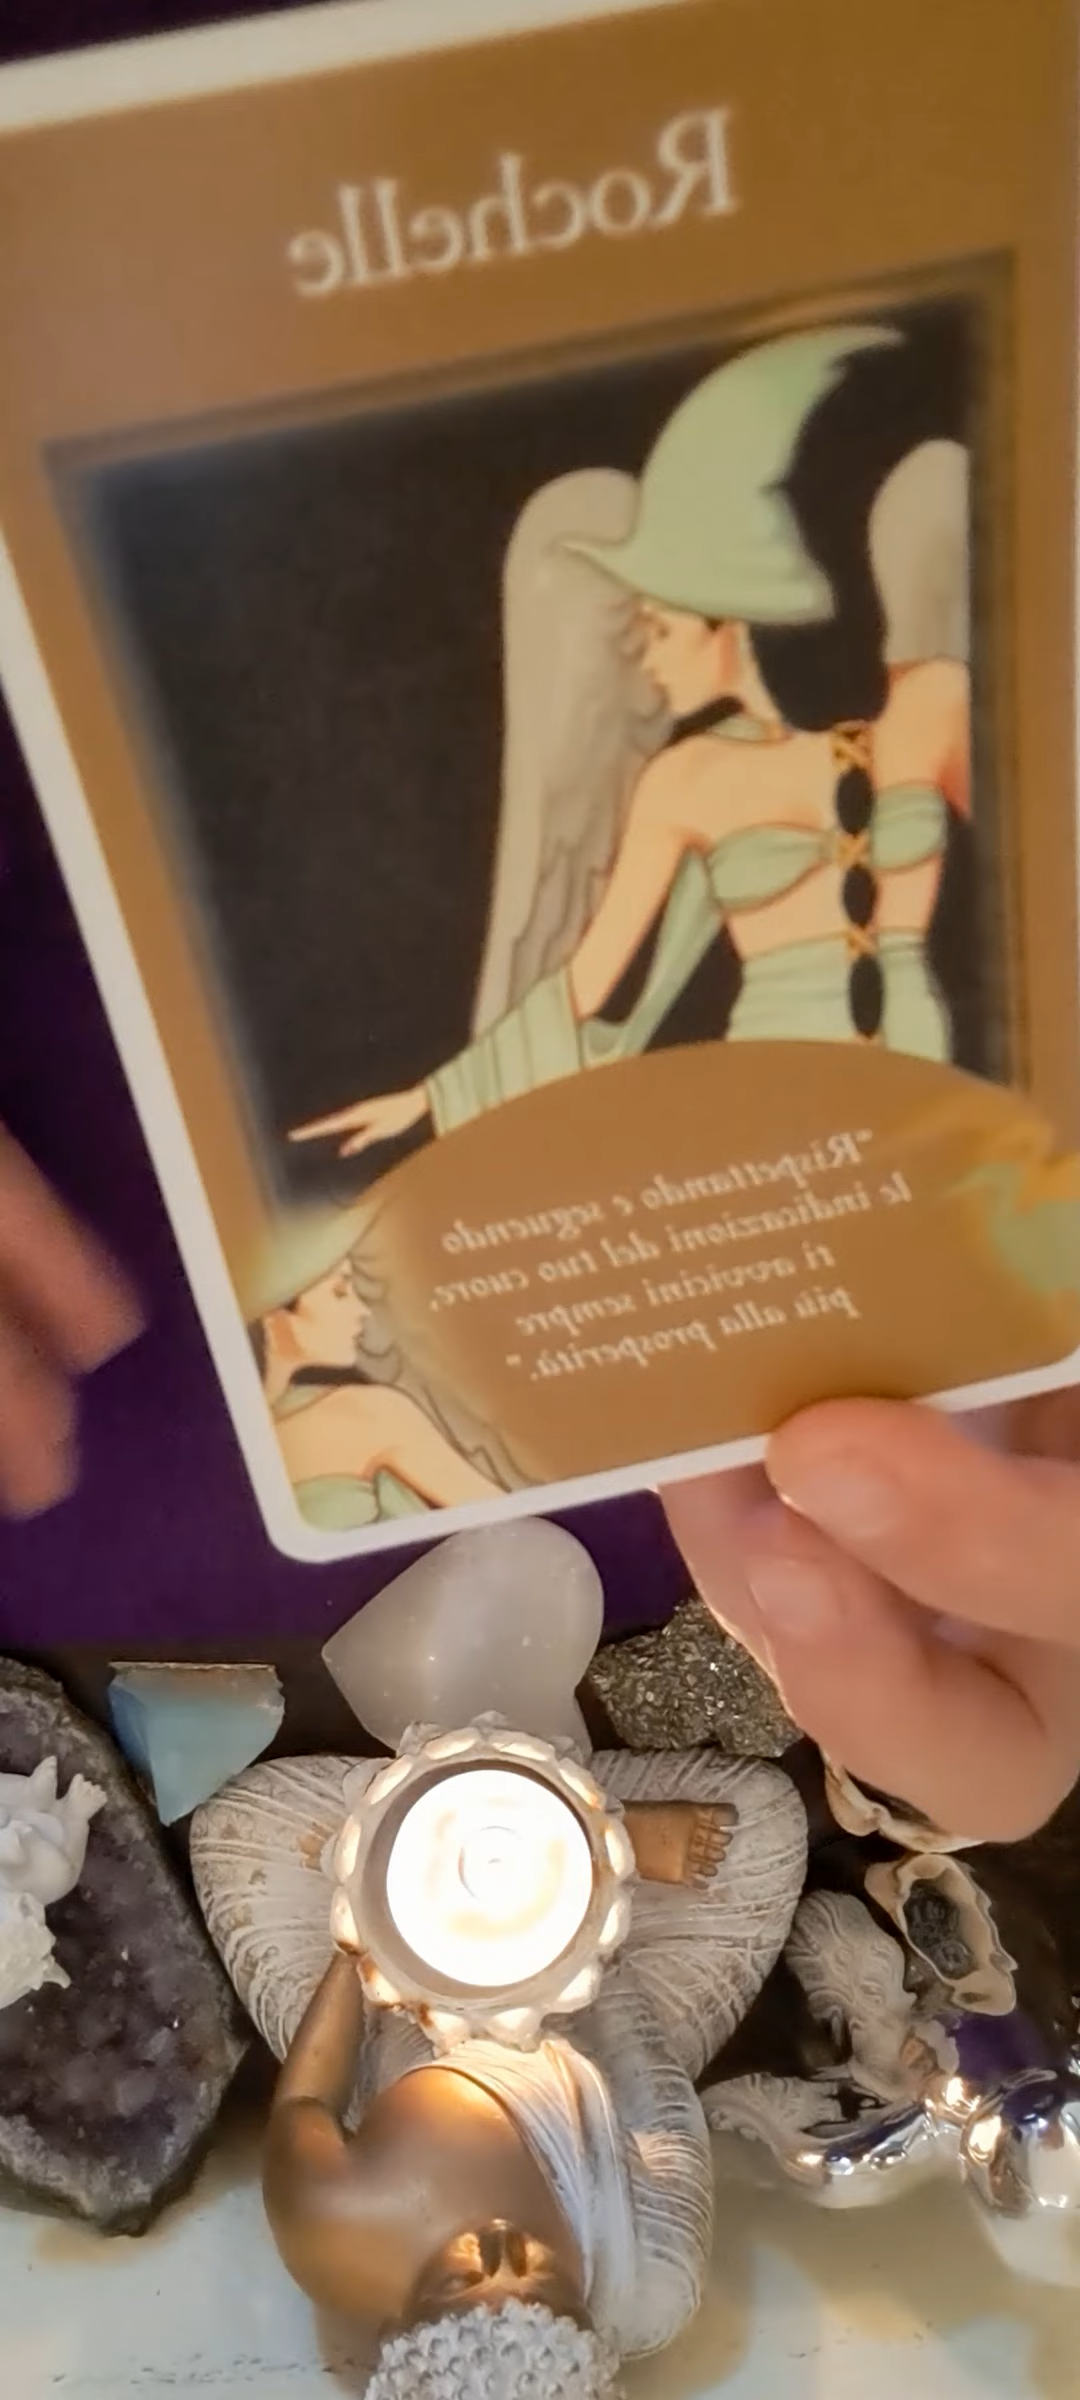 Rochelle
"Rispettando e seguendo
le indicazioni del tuo cuore,
ti avvicini sempre
più alla prosperità."